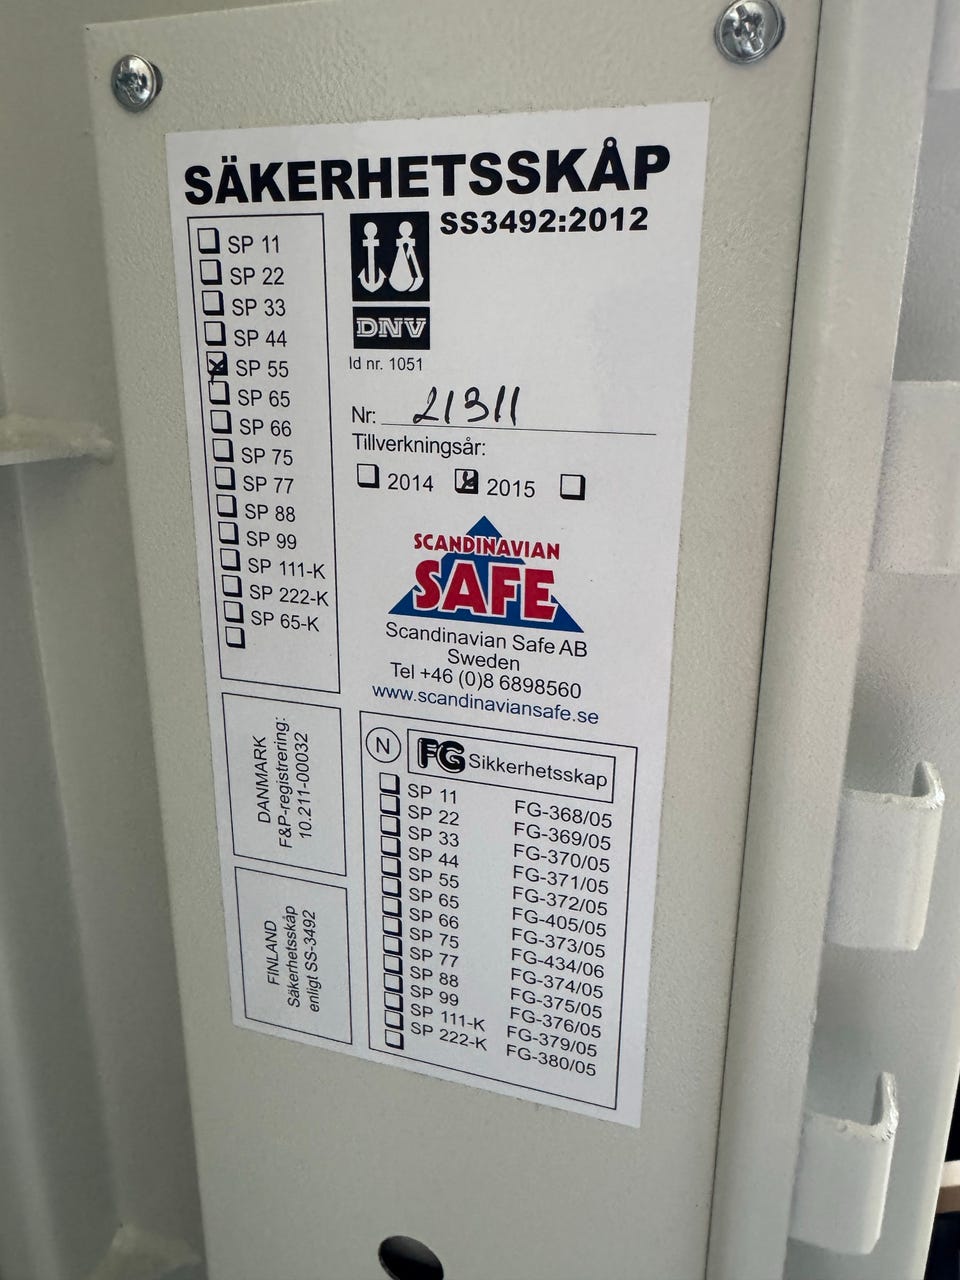 SÄKERHETSSKÅP
SS3492:2012
SP 11
SP 22
SP 33
SP 44
SP 55
SP 65
SP 66
SP 75
SP 77
SP 88
SP 99
SP 111-K
SP 222-K
SP 65-K
DNV
Id nr. 1051
Nr: 21311
Tillverkningsår:
2014 2015
SCANDINAVIAN
SAFE
Scandinavian Safe AB
Sweden
Tel +46 (0)8 6898560
www.scandinaviansafe.se
DANMARK
F&P-registrering:
10.211-00032
FINLAND
Säkerhetsskåp
enligt SS-3492
N FG Sikkerhetsskap
SP 11 FG-368/05
SP 22 FG-369/05
SP 33 FG-370/05
SP 44 FG-371/05
SP 55 FG-372/05
SP 65 FG-405/05
SP 66 FG-373/05
SP 75 FG-434/06
SP 77 FG-374/05
SP 88 FG-375/05
SP 99 FG-376/05
SP 111-K FG-379/05
SP 222-K FG-380/05